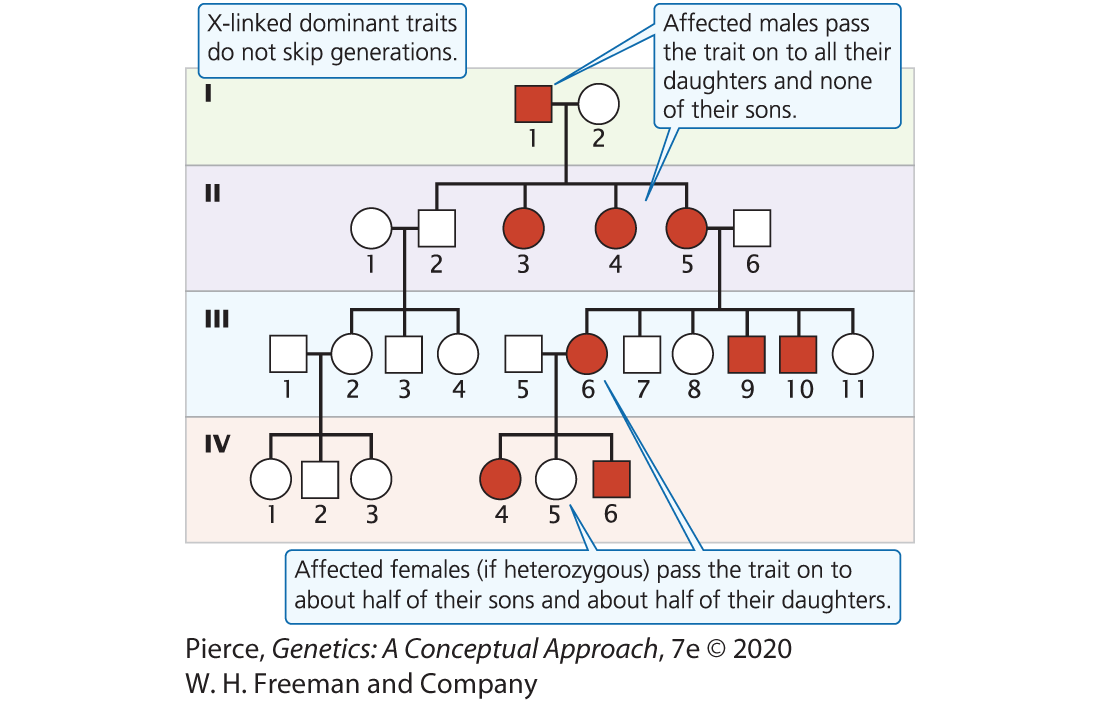 X-linked dominant traits
do not skip generations.
Affected males pass
the trait on to all their
daughters and none
of their sons.
I
1 2
II
1 2 3 4 5 6
III
1 2 3 4 5 6 7 8 9 10 11
IV
1 2 3 4 5 6
Affected females (if heterozygous) pass the trait on to
about half of their sons and about half of their daughters.
Pierce, Genetics: A Conceptual Approach, 7e © 2020
W. H. Freeman and Company